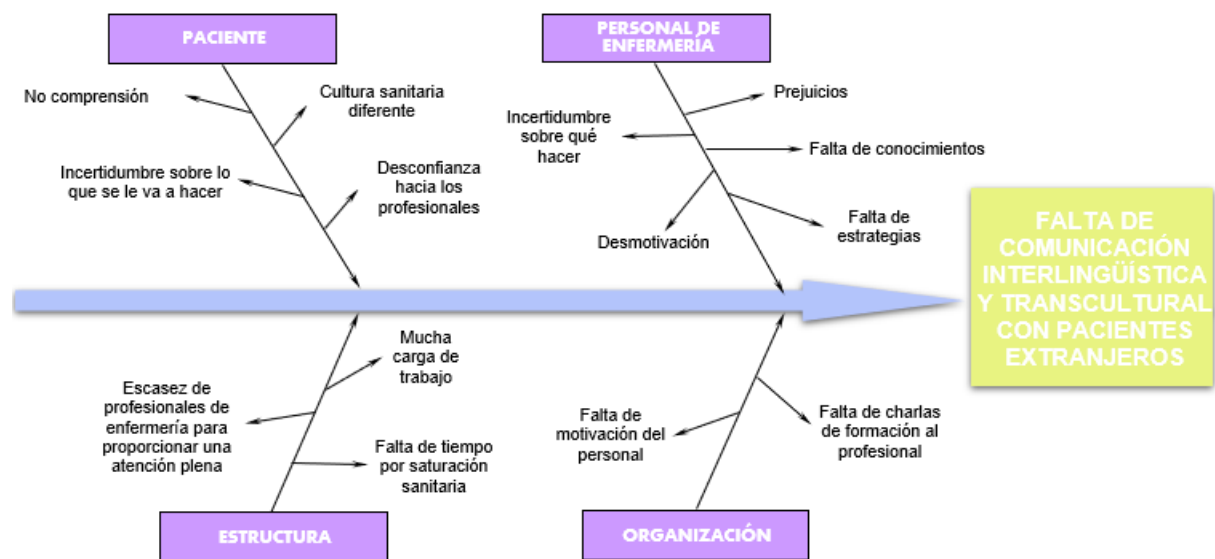 PACIENTE
No comprensión
Cultura sanitaria
diferente
Incertidumbre sobre lo
que se le va a hacer
Desconfianza
hacia los
profesionales
PERSONAL DE
ENFERMERÍA
Prejuicios
Incertidumbre
sobre qué
hacer
Falta de conocimientos
Desmotivación
Falta de
estrategias
FALTA DE
COMUNICACIÓN
INTERLINGÜÍSTICA
Y TRANSCULTURAL
CON PACIENTES
EXTRANJEROS
Mucha
carga de
trabajo
Escasez de
profesionales de
enfermería para
proporcionar una
atención plena
Falta de tiempo
por saturación
sanitaria
ESTRUCTURA
Falta de
motivación del
personal
Falta de charlas
de formación al
profesional
ORGANIZACIÓN